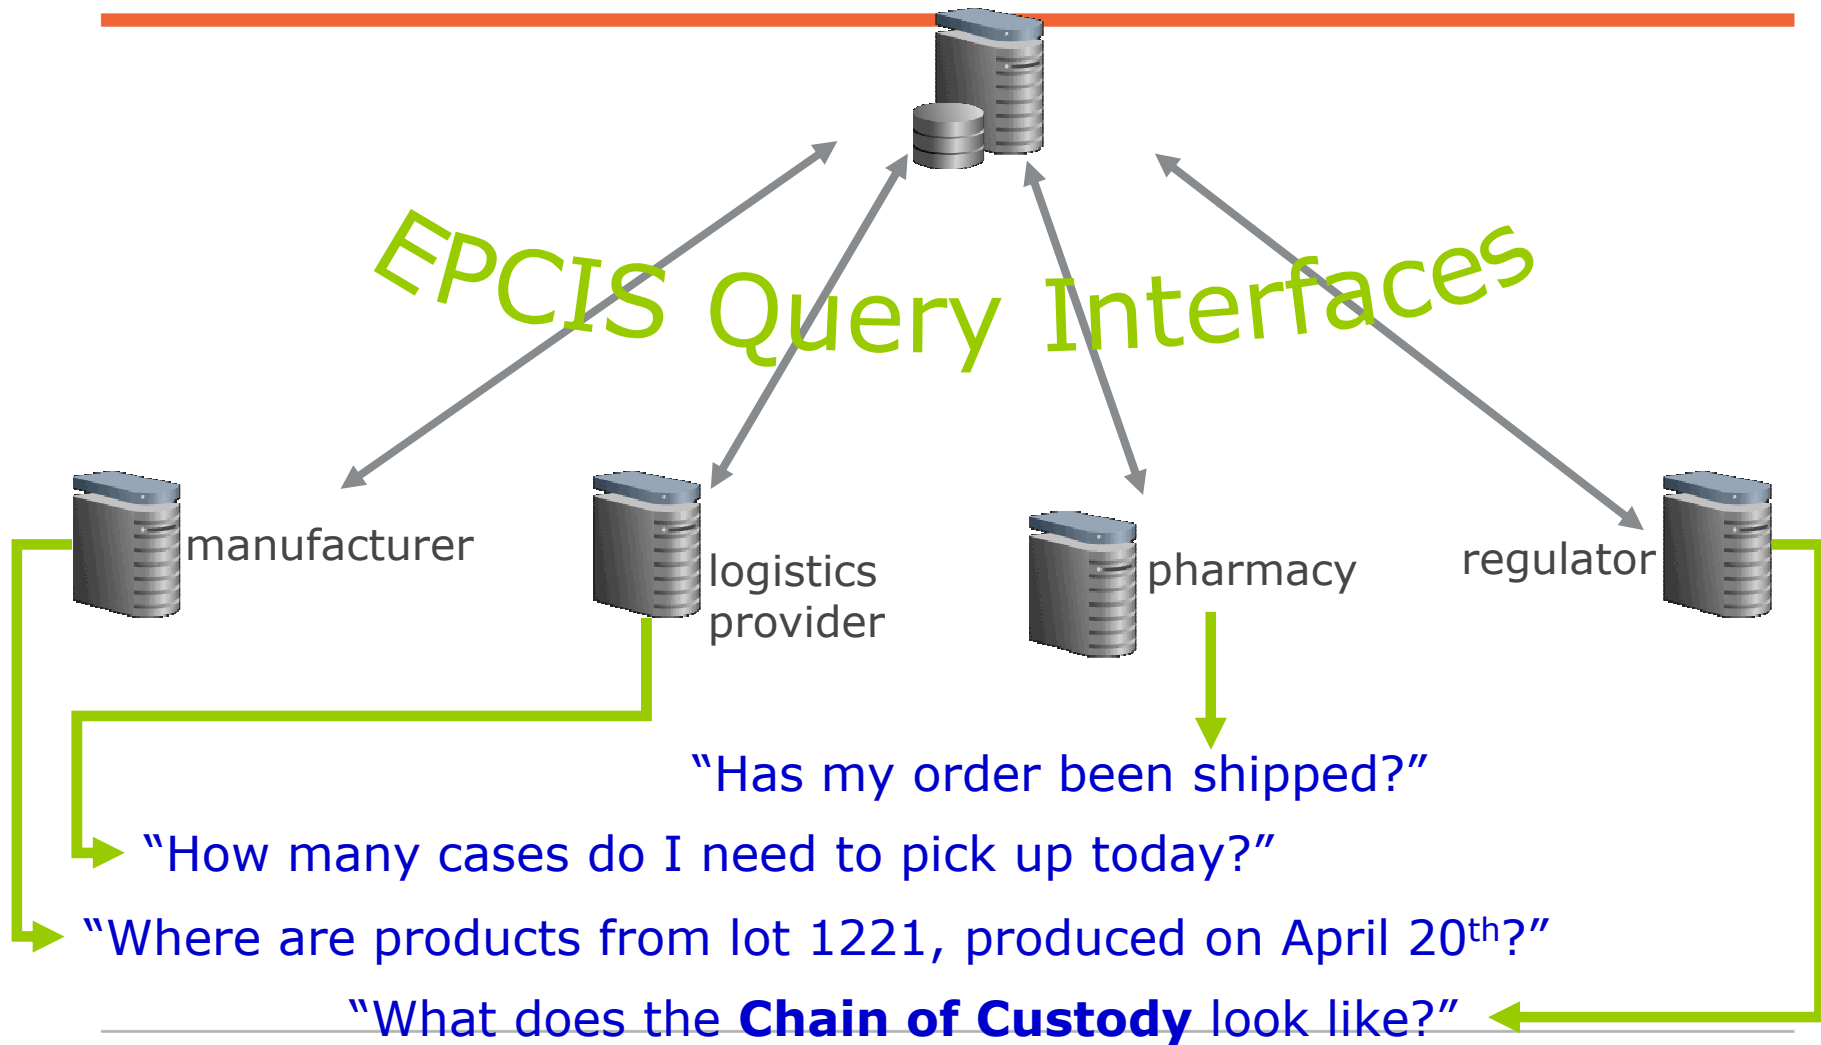 EPCIS Query Interfaces
manufacturer
logistics
provider
pharmacy
regulator
“Has my order been shipped?”
“How many cases do I need to pick up today?”
“Where are products from lot 1221, produced on April 20th?”
“What does the Chain of Custody look like?”